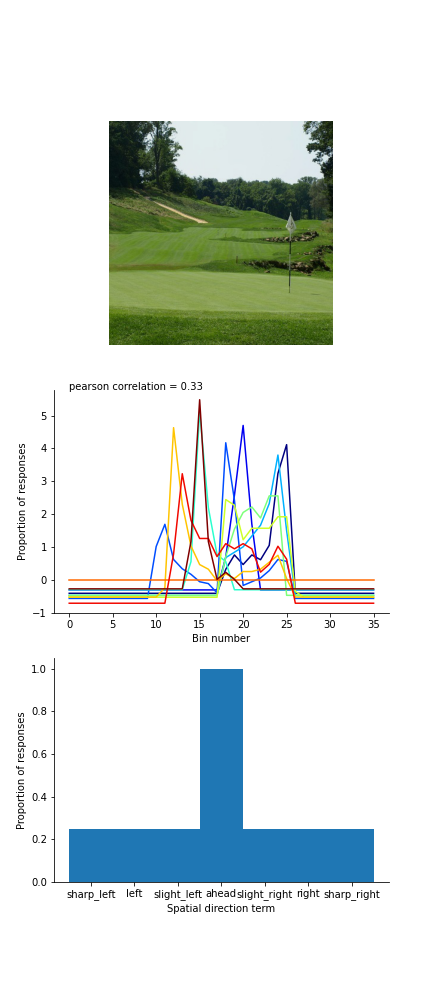 pearson correlation = 0.33
Proportion of responses
5
4
3
2
1
0
−1
0 5 10 15 20 25 30 35
Bin number
Proportion of responses
1.0
0.8
0.6
0.4
0.2
0.0
sharp_left left slight_left ahead slight_right right sharp_right
Spatial direction term